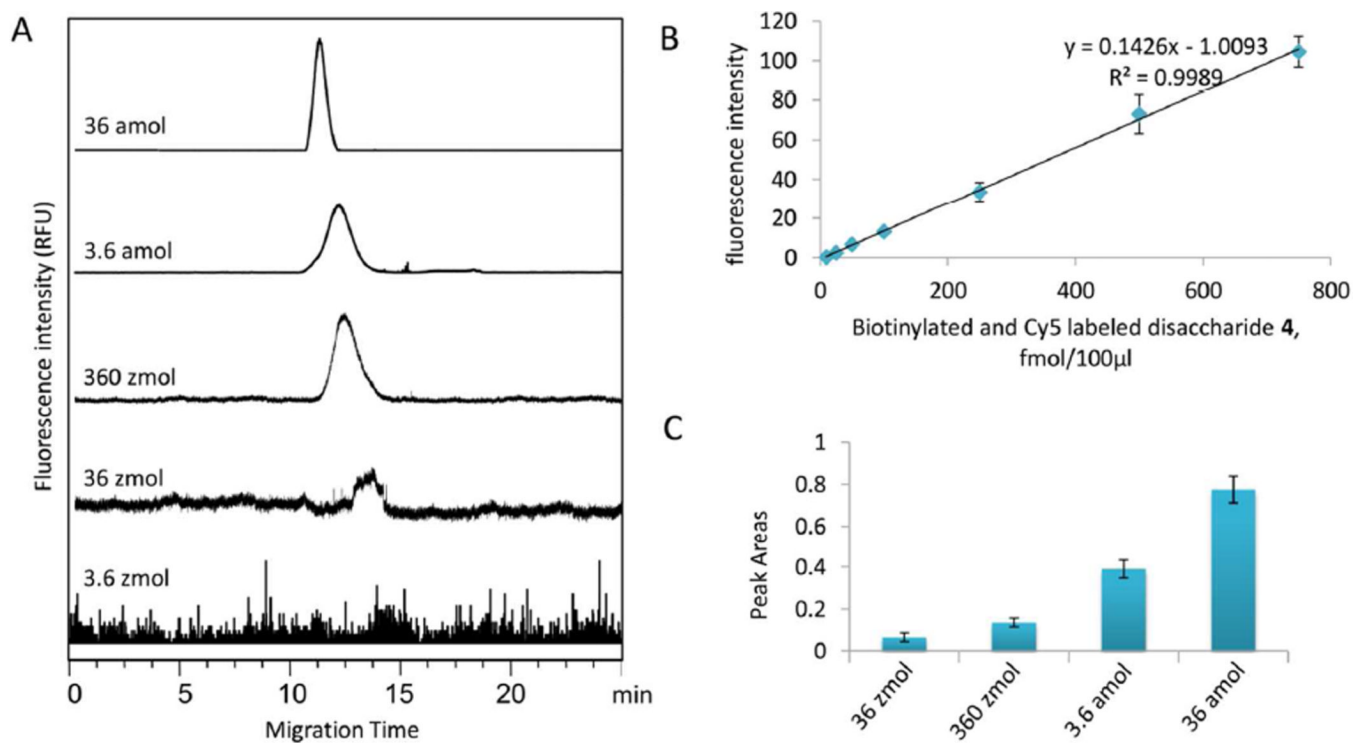 A
Fluorescence intensity (RFU)
36 amol
3.6 amol
360 zmol
36 zmol
3.6 zmol
0 5 10 15 20 min
Migration Time
B
fluorescence intensity
120
100
80
60
40
20
0
y = 0.1426x - 1.0093
R² = 0.9989
0 200 400 600 800
Biotinylated and Cy5 labeled disaccharide 4,
fmol/100μl
C
Peak Areas
1
0.8
0.6
0.4
0.2
0
36 zmol
360 zmol
3.6 amol
36 amol